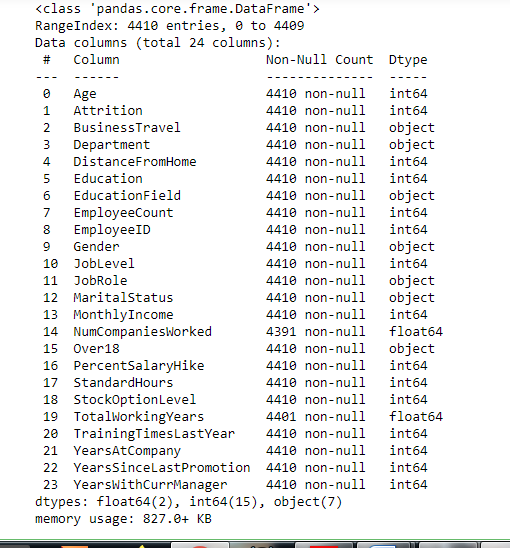 <class 'pandas.core.frame.DataFrame'>
RangeIndex: 4410 entries, 0 to 4409
Data columns (total 24 columns):
 #   Column                   Non-Null Count  Dtype
---  ------                   --------------  -----
 0   Age                      4410 non-null   int64
 1   Attrition                4410 non-null   int64
 2   BusinessTravel           4410 non-null   object
 3   Department               4410 non-null   object
 4   DistanceFromHome         4410 non-null   int64
 5   Education                4410 non-null   int64
 6   EducationField           4410 non-null   object
 7   EmployeeCount            4410 non-null   int64
 8   EmployeeID               4410 non-null   int64
 9   Gender                   4410 non-null   object
 10  JobLevel                 4410 non-null   int64
 11  JobRole                  4410 non-null   object
 12  MaritalStatus            4410 non-null   object
 13  MonthlyIncome            4410 non-null   int64
 14  NumCompaniesWorked       4391 non-null   float64
 15  Over18                   4410 non-null   object
 16  PercentSalaryHike        4410 non-null   int64
 17  StandardHours            4410 non-null   int64
 18  StockOptionLevel         4410 non-null   int64
 19  TotalWorkingYears        4401 non-null   float64
 20  TrainingTimesLastYear    4410 non-null   int64
 21  YearsAtCompany           4410 non-null   int64
 22  YearsSinceLastPromotion  4410 non-null   int64
 23  YearsWithCurrManager     4410 non-null   int64
dtypes: float64(2), int64(15), object(7)
memory usage: 827.0+ KB